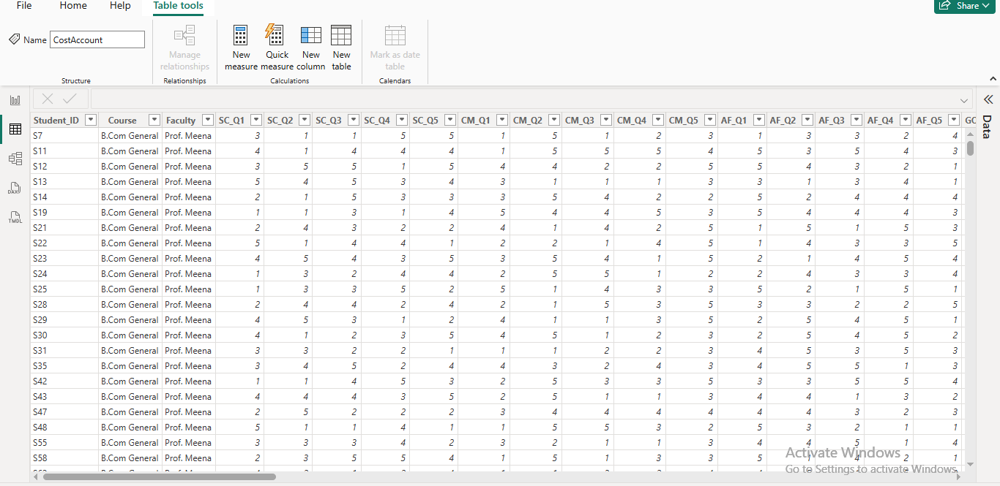 File Home Help Table tools Share
Name CostAccount
Manage relationships
New measure
Quick measure
New column
New table
Mark as date table
Structure Relationships Calculations Calendars
Student_ID Course Faculty SC_Q1 SC_Q2 SC_Q3 SC_Q4 SC_Q5 CM_Q1 CM_Q2 CM_Q3 CM_Q4 CM_Q5 AF_Q1 AF_Q2 AF_Q3 AF_Q4 AF_Q5
S7 B.Com General Prof. Meena 3 1 1 5 5 1 5 1 2 3 1 3 3 2 4
S11 B.Com General Prof. Meena 4 1 4 4 4 1 5 5 5 4 5 3 5 4 3
S12 B.Com General Prof. Meena 3 5 5 1 5 4 4 2 2 5 5 4 3 2 1
S13 B.Com General Prof. Meena 5 4 5 3 4 3 1 1 1 3 3 1 3 4 1
S14 B.Com General Prof. Meena 2 1 5 3 3 3 5 4 2 2 5 2 4 4 4
S19 B.Com General Prof. Meena 1 1 3 1 4 5 4 4 5 3 5 4 4 4 3
S21 B.Com General Prof. Meena 2 4 3 2 2 4 1 4 2 5 1 5 1 5 3
S22 B.Com General Prof. Meena 5 1 4 4 1 2 2 1 4 5 1 4 3 3 5
S23 B.Com General Prof. Meena 4 5 4 3 5 3 5 4 1 5 2 1 4 5 4
S24 B.Com General Prof. Meena 1 3 2 4 4 2 5 5 1 2 2 4 3 3 4
S25 B.Com General Prof. Meena 1 3 3 5 2 5 1 4 3 3 5 2 1 5 1
S28 B.Com General Prof. Meena 2 4 4 2 4 2 1 5 3 5 3 3 2 2 5
S29 B.Com General Prof. Meena 4 5 3 1 2 4 1 1 3 5 2 5 4 5 1
S30 B.Com General Prof. Meena 4 1 2 3 5 4 5 1 2 3 2 5 4 5 2
S31 B.Com General Prof. Meena 3 3 2 2 1 1 1 2 2 3 4 5 3 5 3
S35 B.Com General Prof. Meena 3 4 5 2 4 4 3 2 4 3 4 5 5 1 3
S42 B.Com General Prof. Meena 1 1 4 5 3 2 5 3 3 5 3 3 5 5 4
S43 B.Com General Prof. Meena 4 4 4 3 5 2 5 1 1 3 4 4 1 3 2
S47 B.Com General Prof. Meena 2 5 2 2 2 3 4 4 4 4 4 4 3 2 3
S48 B.Com General Prof. Meena 5 1 1 4 1 1 5 5 3 2 5 3 2 1 1
S55 B.Com General Prof. Meena 3 3 3 4 2 3 2 1 1 3 4 4 5 1 4
S58 B.Com General Prof. Meena 2 3 5 5 4 1 5 1 3 3 5 1 4 2 1
Data
DAX
TMDL
Activate Windows
Go to Settings to activate Windows.